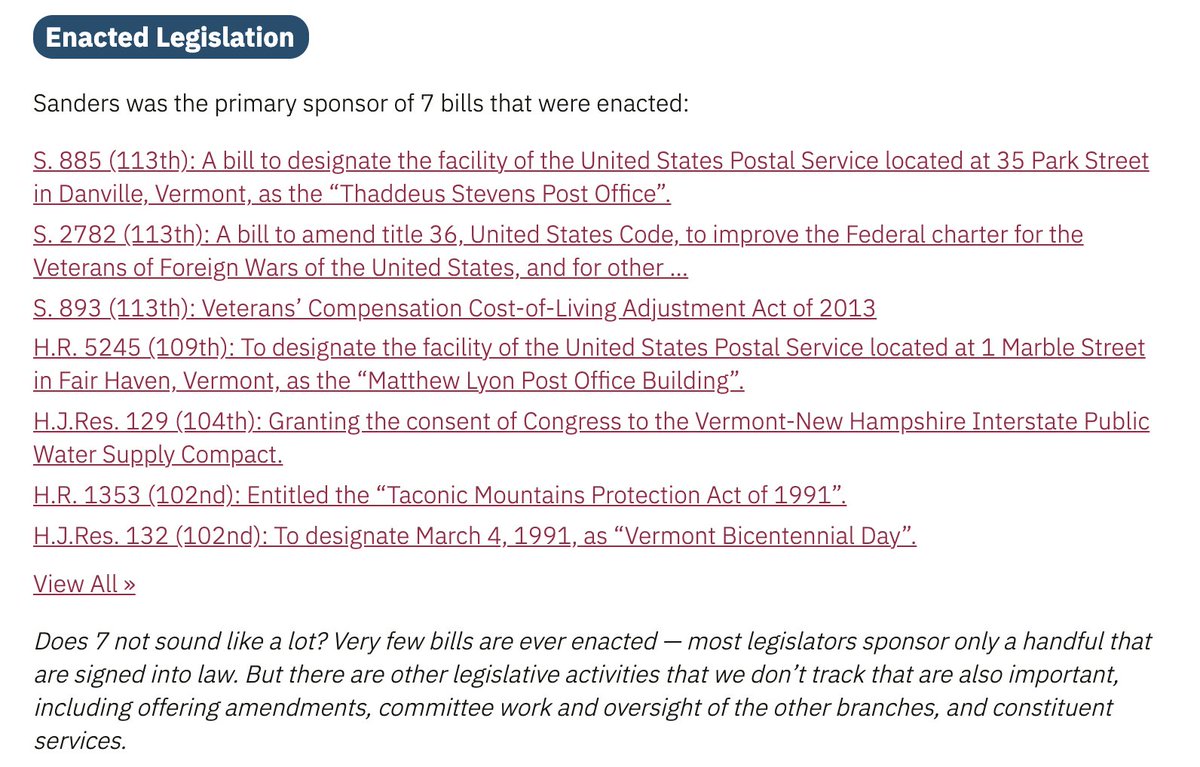 Enacted Legislation
Sanders was the primary sponsor of 7 bills that were enacted:
S. 885 (113th): A bill to designate the facility of the United States Postal Service located at 35 Park Street
in Danville, Vermont, as the “Thaddeus Stevens Post Office”.
S. 2782 (113th): A bill to amend title 36, United States Code, to improve the Federal charter for the
Veterans of Foreign Wars of the United States, and for other ...
S. 893 (113th): Veterans’ Compensation Cost-of-Living Adjustment Act of 2013
H.R. 5245 (109th): To designate the facility of the United States Postal Service located at 1 Marble Street
in Fair Haven, Vermont, as the “Matthew Lyon Post Office Building”.
H.J.Res. 129 (104th): Granting the consent of Congress to the Vermont-New Hampshire Interstate Public
Water Supply Compact.
H.R. 1353 (102nd): Entitled the “Taconic Mountains Protection Act of 1991”.
H.J.Res. 132 (102nd): To designate March 4, 1991, as “Vermont Bicentennial Day”.
View All »
Does 7 not sound like a lot? Very few bills are ever enacted — most legislators sponsor only a handful that
are signed into law. But there are other legislative activities that we don’t track that are also important,
including offering amendments, committee work and oversight of the other branches, and constituent
services.